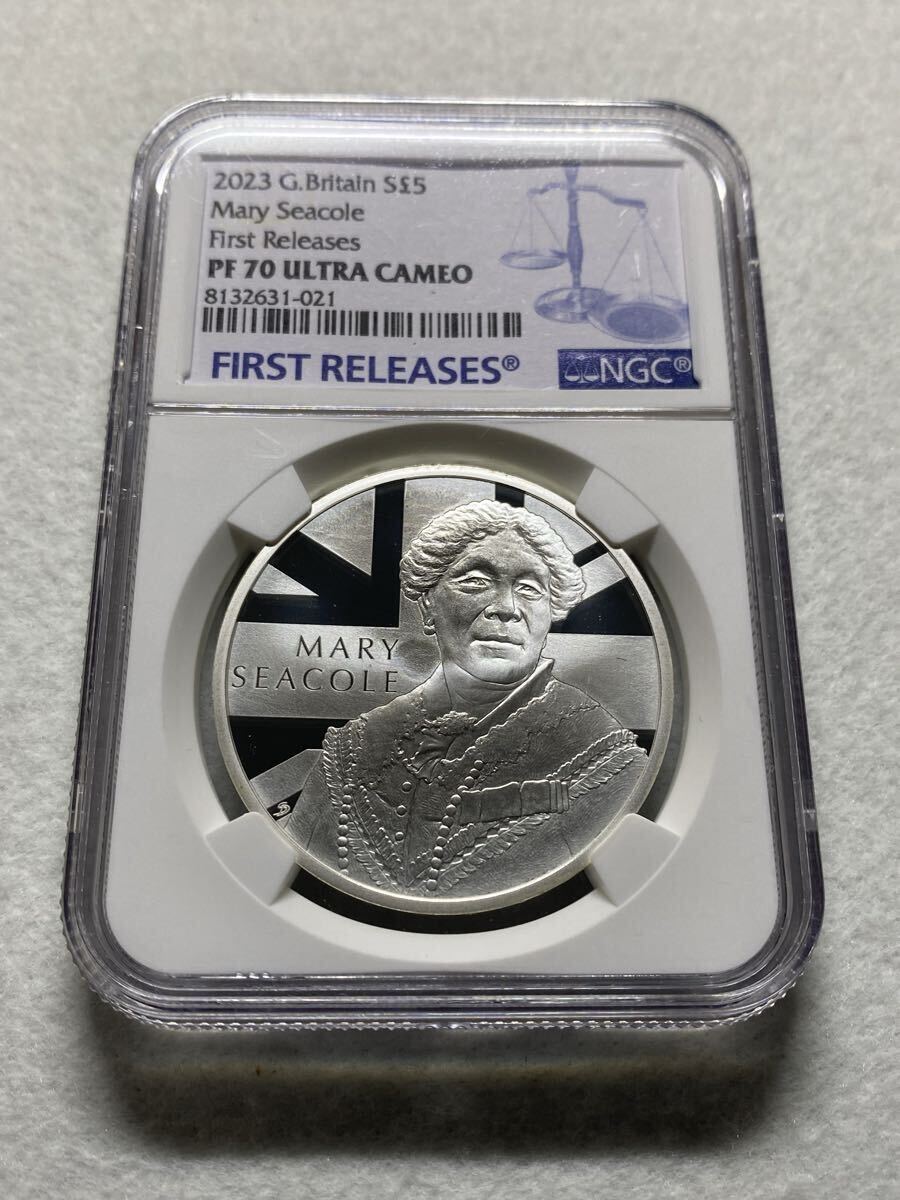 2023 G.Britain S£5
Mary Seacole
First Releases
PF 70 ULTRA CAMEO
8132631-021
FIRST RELEASES®
NGC®
MARY
SEACOLE